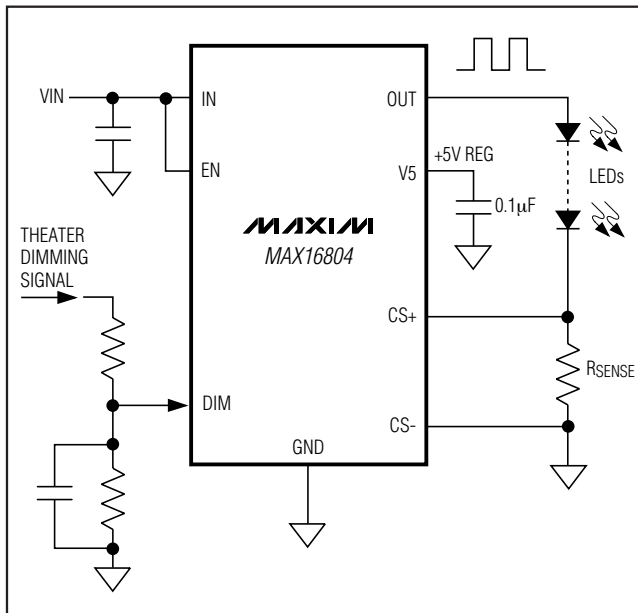 VIN
IN
OUT
EN
+5V REG
V5
0.1µF
LEDs
MAXIM
MAX16804
THEATER
DIMMING
SIGNAL
CS+
RSENSE
DIM
CS-
GND